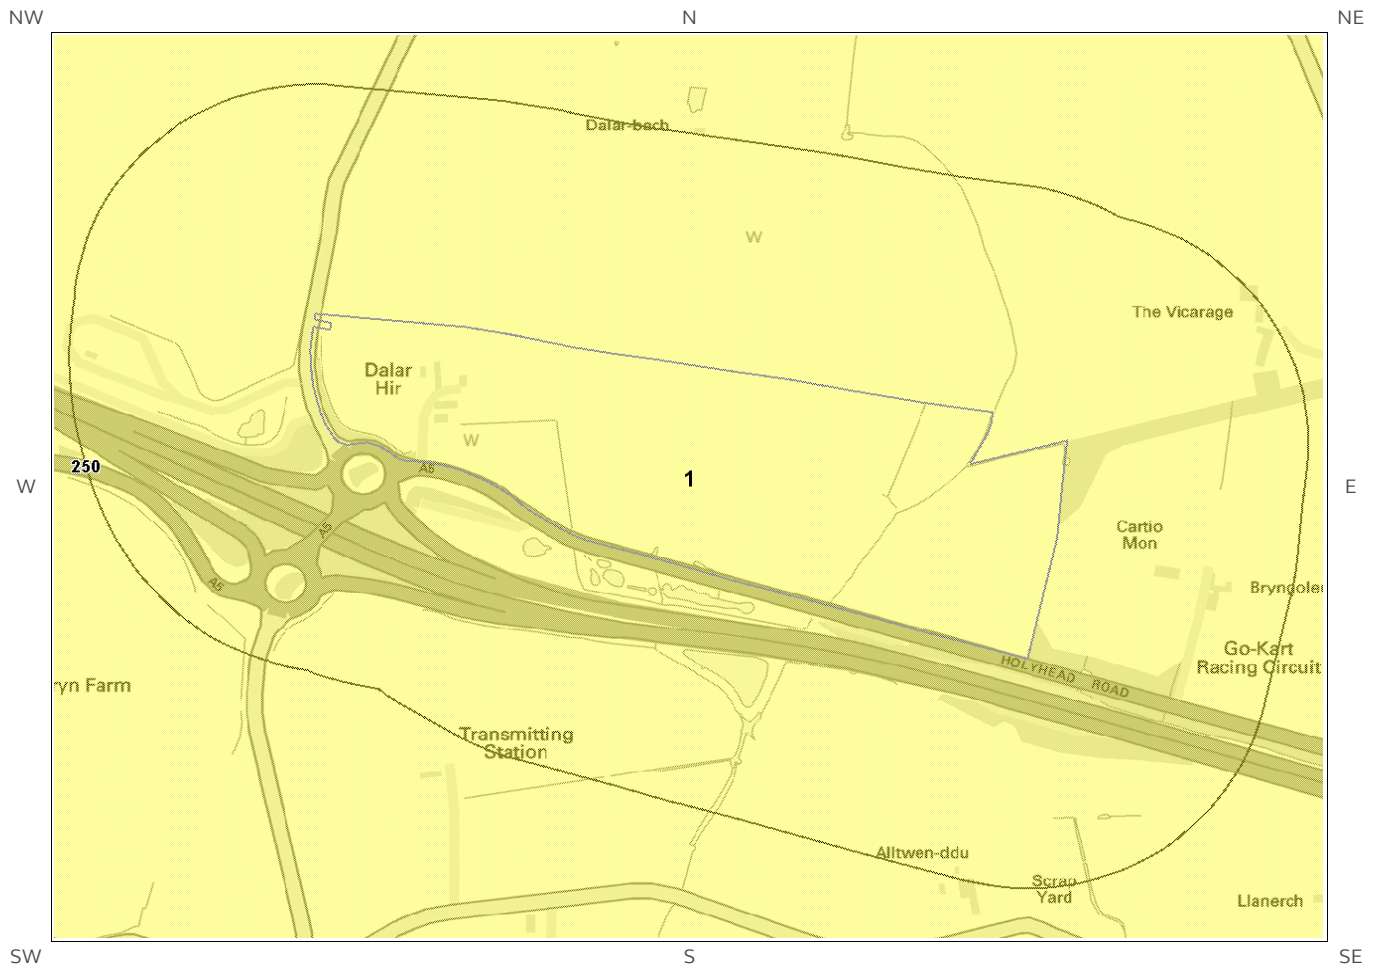 NW N NE
Dalar-bach
W
The Vicarage
Dalar
Hir
W
A5
250
W
1
E
A5
A5
Cartio
Mon
Go-Kart
Racing Circuit
HOLYHEAD ROAD
ryn Farm
Transmitting
Station
Alltwen-ddu
Scrap
Yard
Llanerch
SW S SE